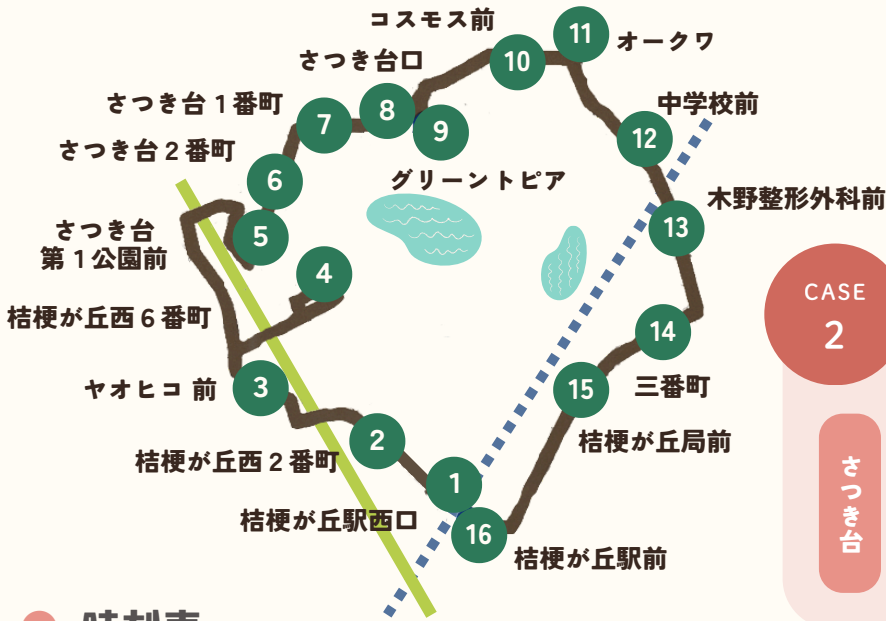 コスモス前
11
オークワ
10
さつき台口
さつき台1番町
8
中学校前
7
9
12
さつき台2番町
6
グリーントピア
木野整形外科前
さつき台
第1公園前
5
13
4
CASE
2
桔梗が丘西6番町
14
三番町
ヤオヒコ 前
3
15
桔梗が丘局前
2
桔梗が丘西2番町
1
桔梗が丘駅西口
16
桔梗が丘駅前
さつき台
時刻表